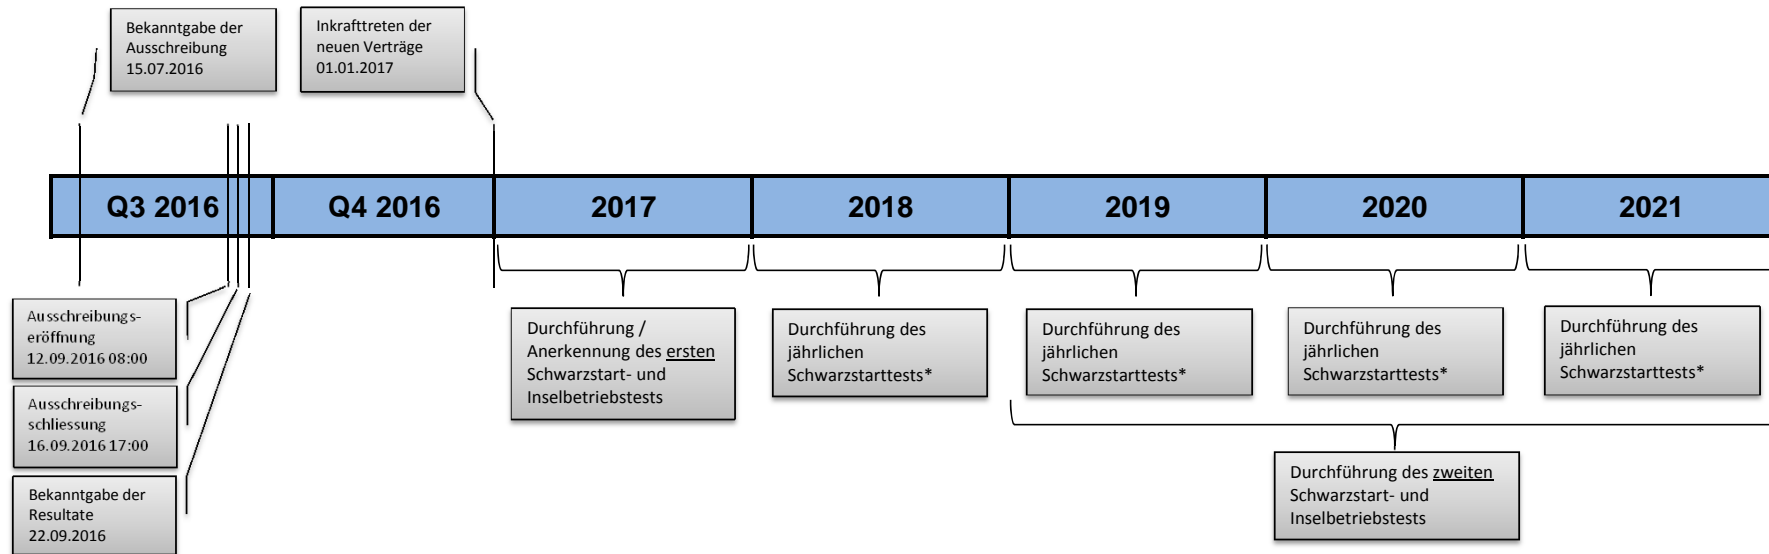 Bekanntgabe der
Ausschreibung
15.07.2016
Inkrafttreten der
neuen Verträge
01.01.2017
Q3 2016
Q4 2016
2017
2018
2019
2020
2021
Ausschreibungs-
eröffnung
12.09.2016 08:00
Ausschreibungs-
schliessung
16.09.2016 17:00
Bekanntgabe der
Resultate
22.09.2016
Durchführung /
Anerkennung des ersten
Schwarzstart- und
Inselbetriebstests
Durchführung des
jährlichen
Schwarzstarttests*
Durchführung des
jährlichen
Schwarzstarttests*
Durchführung des
jährlichen
Schwarzstarttests*
Durchführung des
jährlichen
Schwarzstarttests*
Durchführung des zweiten
Schwarzstart- und
Inselbetriebstests